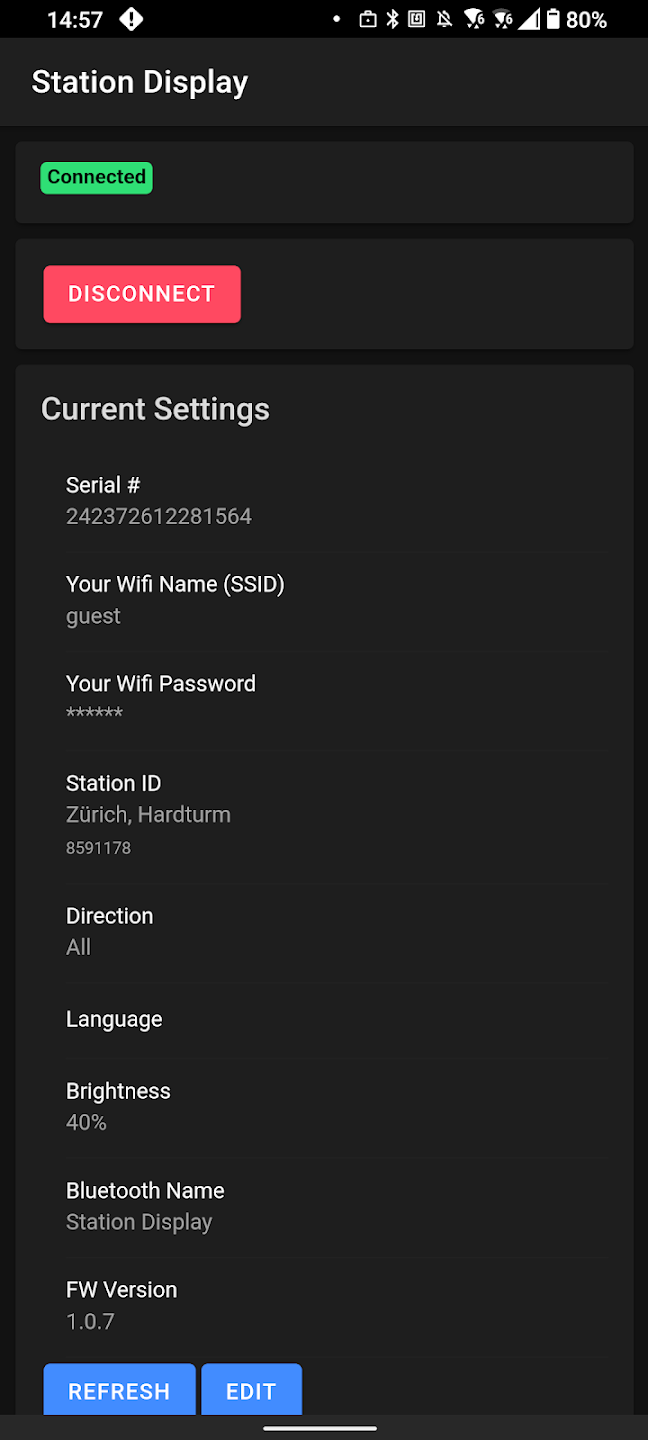 14:57
6
6
80%
Station Display
Connected
DISCONNECT
Current Settings
Serial #
242372612281564
Your Wifi Name (SSID)
guest
Your Wifi Password
******
Station ID
Zürich, Hardturm
8591178
Direction
All
Language
Brightness
40%
Bluetooth Name
Station Display
FW Version
1.0.7
REFRESH EDIT